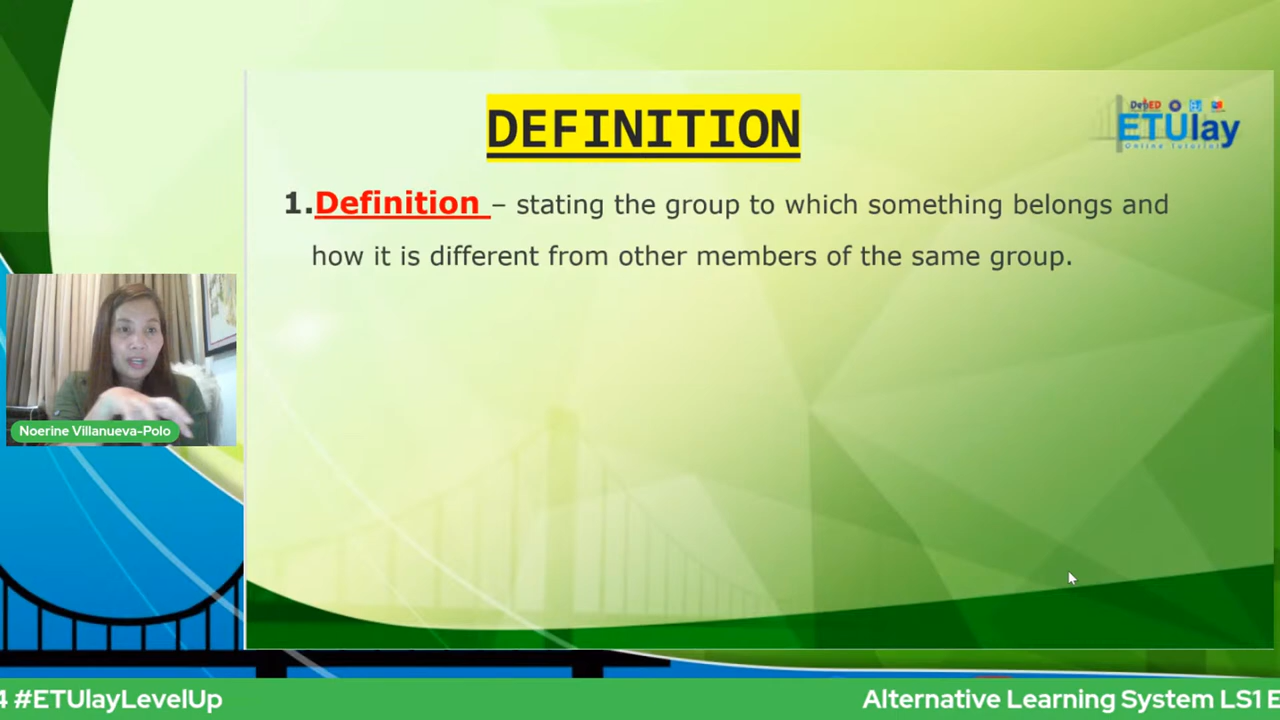 DEFINITION
DepED
ETUlay
Online Tutorial
1.Definition – stating the group to which something belongs and
how it is different from other members of the same group.
Noerine Villanueva-Polo
4 #ETUlayLevelUp
Alternative Learning System LS1 E